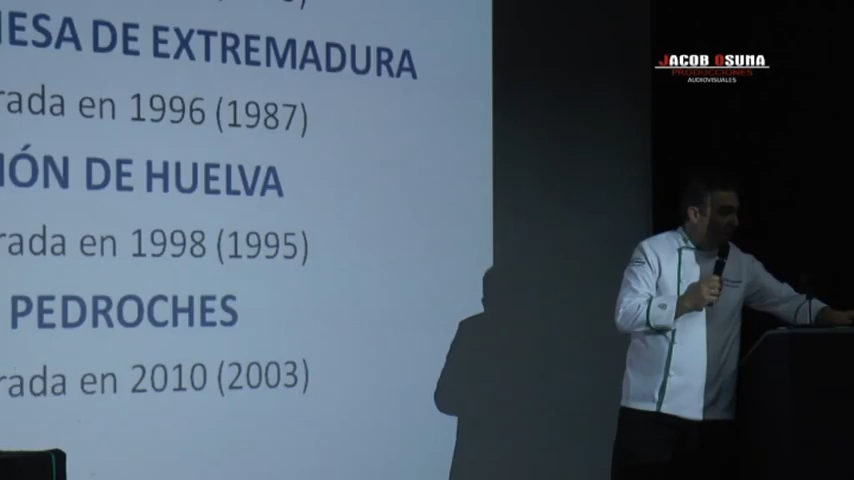 IESA DE EXTREMADURA
rada en 1996 (1987)
IÓN DE HUELVA
rada en 1998 (1995)
PEDROCHES
rada en 2010 (2003)
JACOB OSUNA
PRODUCCIONES
AUDIOVISUALES